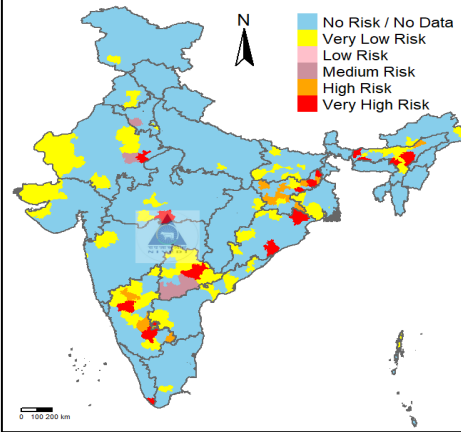 N
No Risk / No Data
Very Low Risk
Low Risk
Medium Risk
High Risk
Very High Risk
0 100 200 km